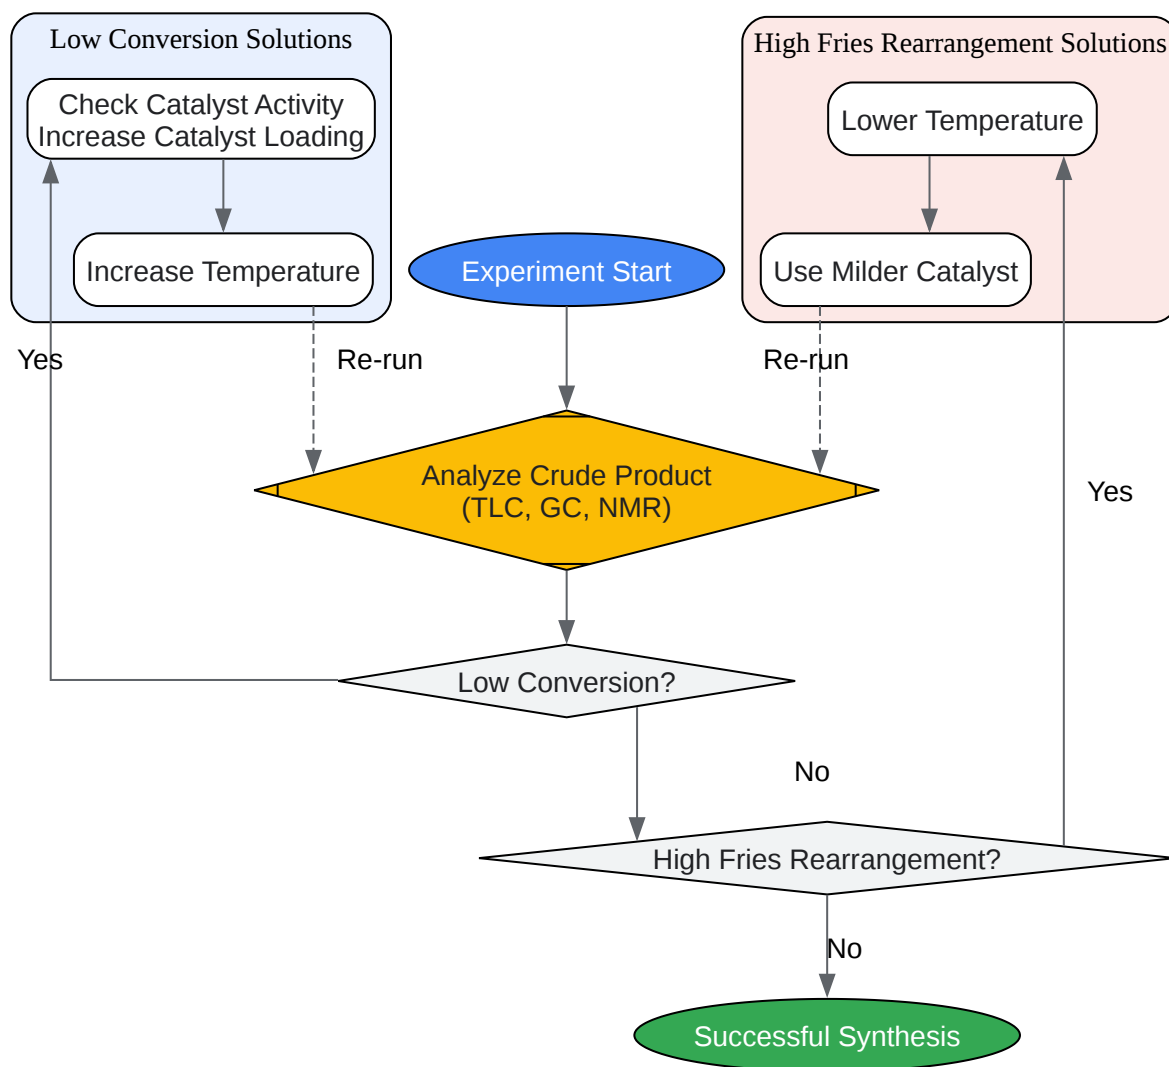 Low Conversion Solutions
High Fries Rearrangement Solutions
Check Catalyst Activity
Increase Catalyst Loading
Lower Temperature
Increase Temperature
Experiment Start
Use Milder Catalyst
Yes
Re-run
Re-run
Analyze Crude Product
(TLC, GC, NMR)
Yes
Low Conversion?
No
High Fries Rearrangement?
No
Successful Synthesis